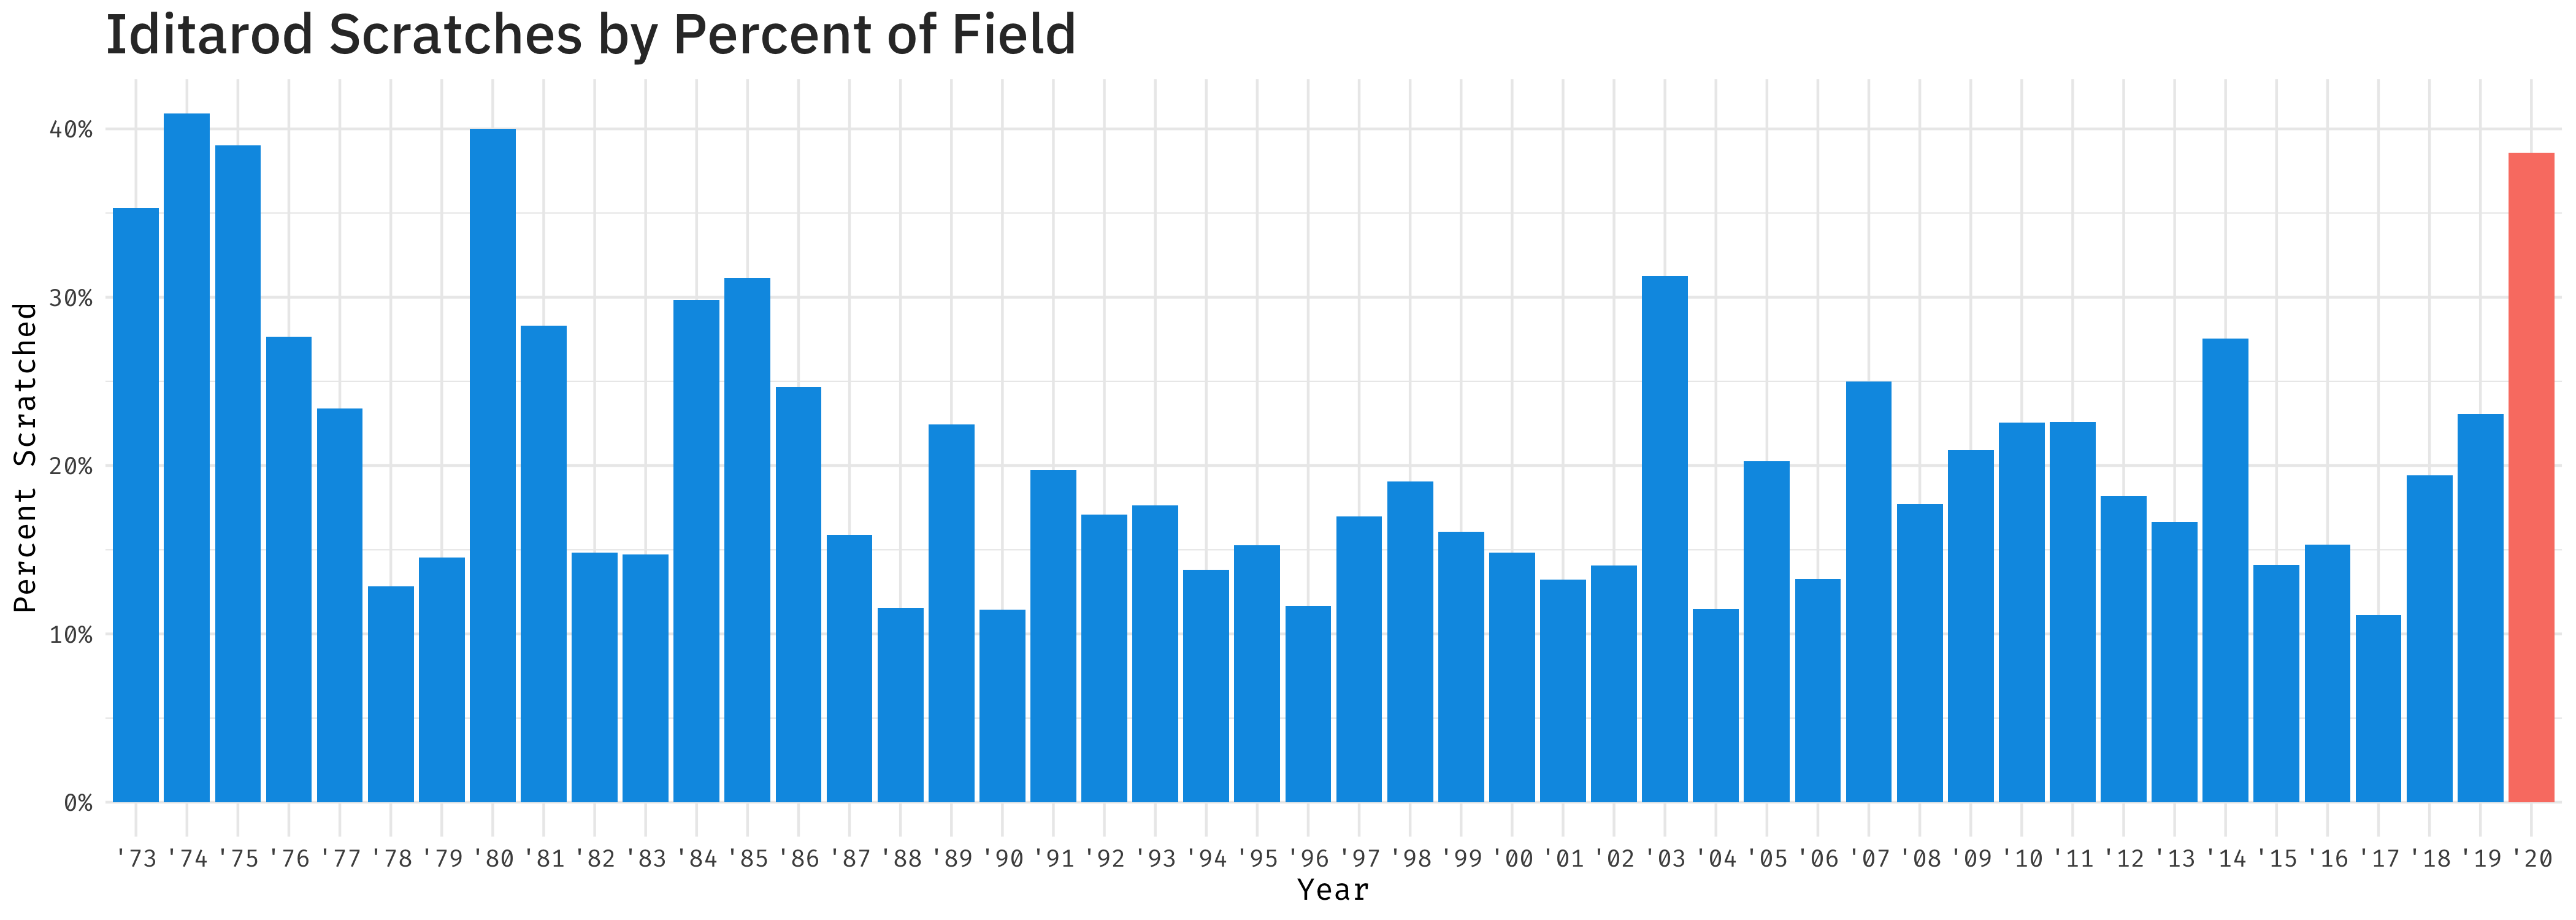 Iditarod Scratches by Percent of Field
Percent Scratched
40%
30%
20%
10%
0%
'73 '74 '75 '76 '77 '78 '79 '80 '81 '82 '83 '84 '85 '86 '87 '88 '89 '90 '91 '92 '93 '94 '95 '96 '97 '98 '99 '00 '01 '02 '03 '04 '05 '06 '07 '08 '09 '10 '11 '12 '13 '14 '15 '16 '17 '18 '19 '20
Year